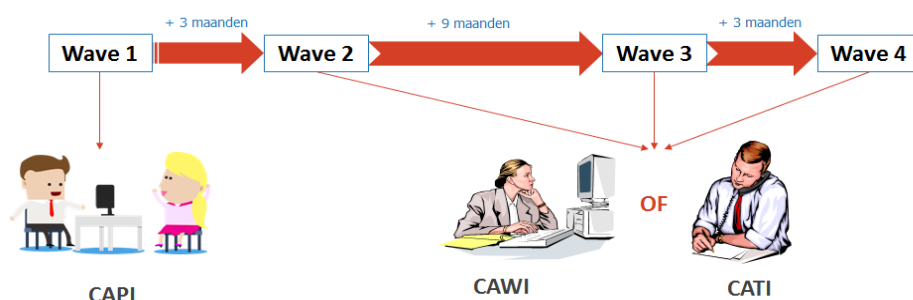 + 3 maanden
+ 9 maanden
+ 3 maanden
Wave 1
Wave 2
Wave 3
Wave 4
OF
CAPI
CAWI
CATI